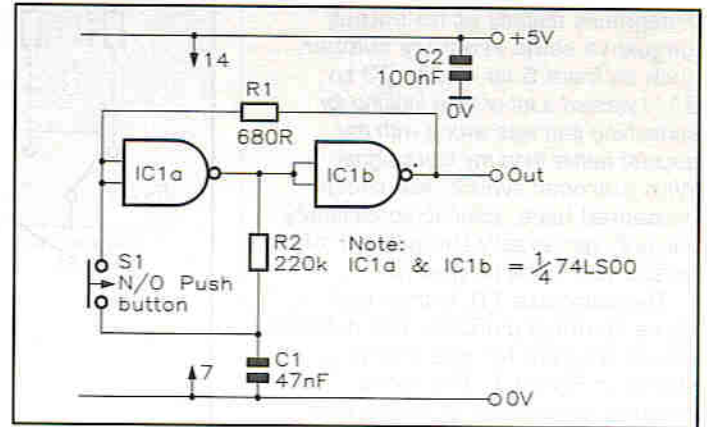 +5V
14
C2
100nF
0V
R1
680R
IC1a
IC1b
Out
R2
220k
Note:
IC1a & IC1b = 1/4 74LS00
S1
N/O Push
button
C1
47nF
7
0V